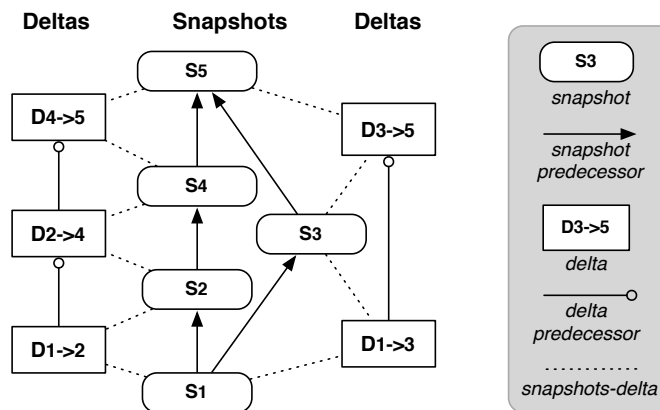 Deltas Snapshots Deltas
S5
D4->5
D3->5
S4
D2->4
S3
S2
D1->2
D1->3
S1
S3
snapshot
snapshot
predecessor
D3->5
delta
delta
predecessor
snapshots-delta